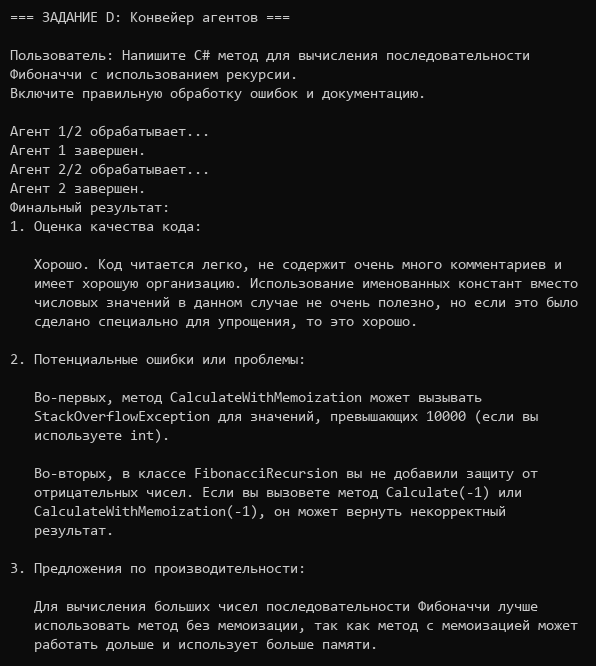 === ЗАДАНИЕ D: Конвейер агентов ===
Пользователь: Напишите C# метод для вычисления последовательности
Фибоначчи с использованием рекурсии.
Включите правильную обработку ошибок и документацию.
Агент 1/2 обрабатывает...
Агент 1 завершен.
Агент 2/2 обрабатывает...
Агент 2 завершен.
Финальный результат:
1. Оценка качества кода:
Хорошо. Код читается легко, не содержит очень много комментариев и
имеет хорошую организацию. Использование именованных констант вместо
числовых значений в данном случае не очень полезно, но если это было
сделано специально для упрощения, то это хорошо.
2. Потенциальные ошибки или проблемы:
Во-первых, метод CalculateWithMemoization может вызывать
StackOverflowException для значений, превышающих 10000 (если вы
используете int).
Во-вторых, в классе FibonacciRecursion вы не добавили защиту от
отрицательных чисел. Если вы вызовете метод Calculate(-1) или
CalculateWithMemoization(-1), он может вернуть некорректный
результат.
3. Предложения по производительности:
Для вычисления больших чисел последовательности Фибоначчи лучше
использовать метод без мемоизации, так как метод с мемоизацией может
работать дольше и использует больше памяти.